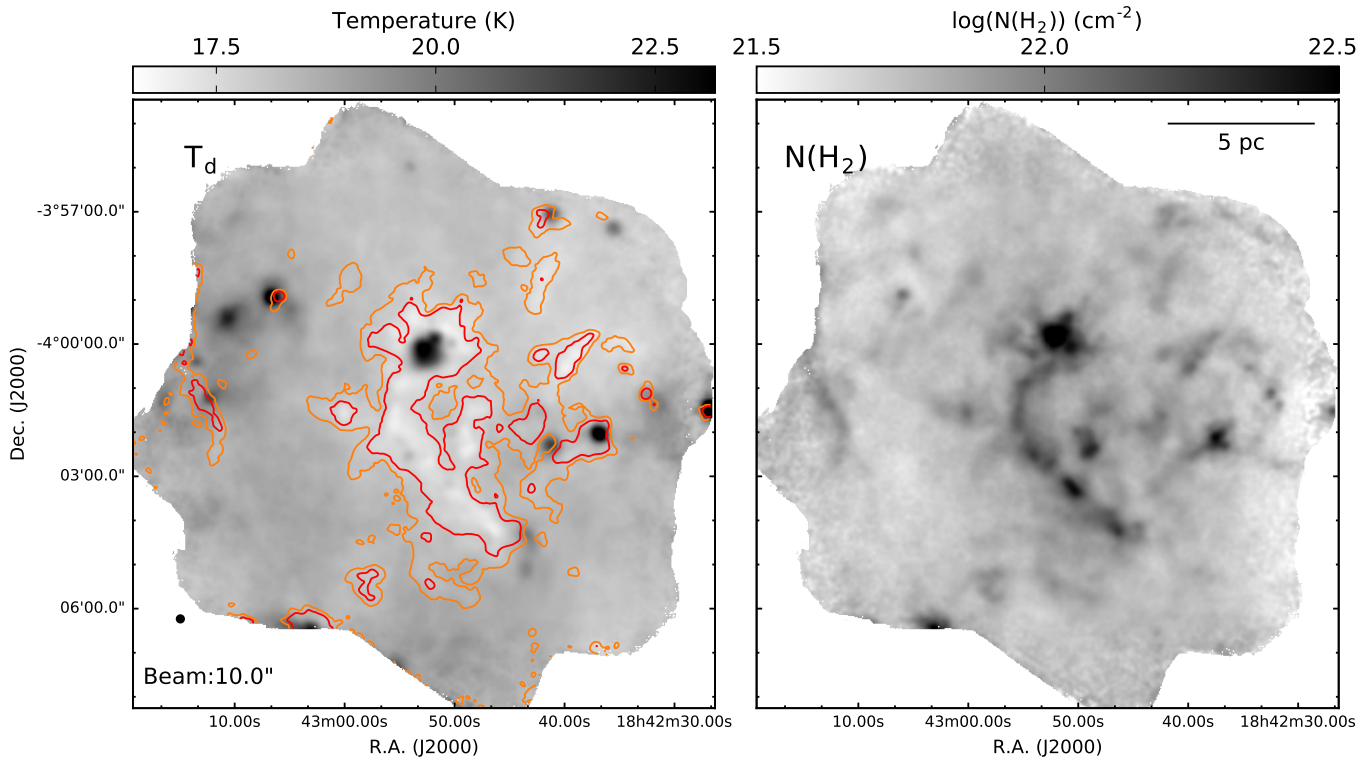 Temperature (K)
17.5 20.0 22.5
log(N(H₂)) (cm⁻²)
21.5 22.0 22.5
T_d
N(H₂)
5 pc
-3°57'00.0"
-4°00'00.0"
03'00.0"
06'00.0"
Dec. (J2000)
Beam:10.0"
10.00s 43m00.00s 50.00s 40.00s 18h42m30.00s
R.A. (J2000)
10.00s 43m00.00s 50.00s 40.00s 18h42m30.00s
R.A. (J2000)